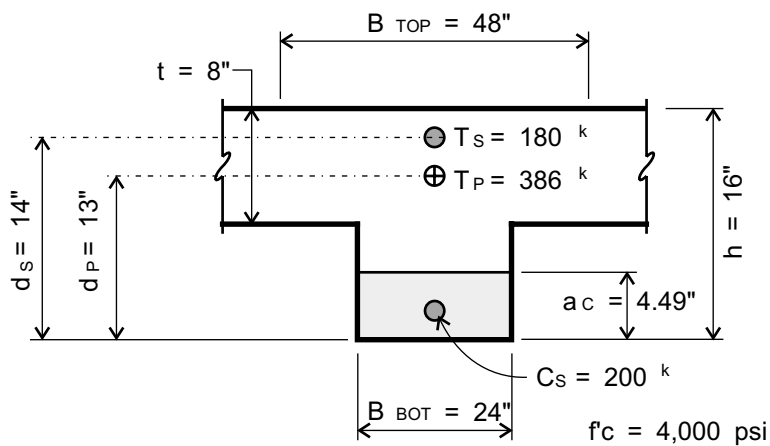 B TOP = 48"
t = 8"
T S = 180 k
T P = 386 k
d S = 14"
d P = 13"
h = 16"
a C = 4.49"
C S = 200 k
B BOT = 24"
f'c = 4,000 psi